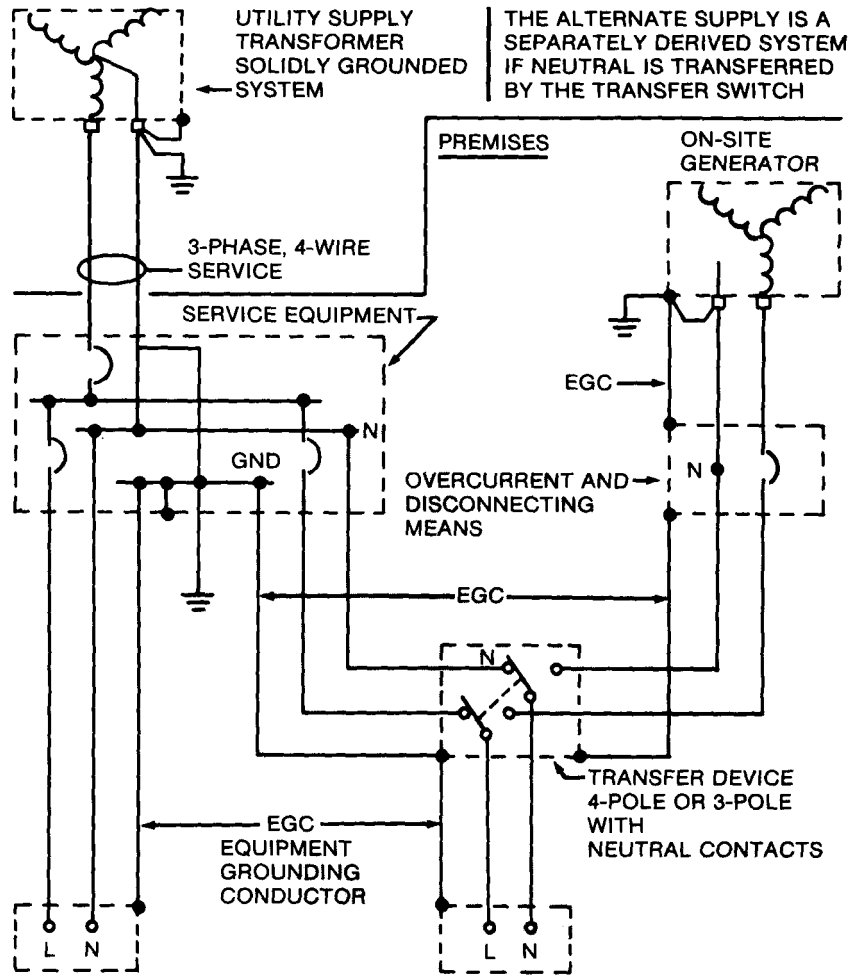 UTILITY SUPPLY
TRANSFORMER
SOLIDLY GROUNDED
SYSTEM
THE ALTERNATE SUPPLY IS A
SEPARATELY DERIVED SYSTEM
IF NEUTRAL IS TRANSFERRED
BY THE TRANSFER SWITCH
PREMISES
ON-SITE
GENERATOR
3-PHASE, 4-WIRE
SERVICE
SERVICE EQUIPMENT
EGC
N
GND
N
OVERCURRENT AND
DISCONNECTING
MEANS
EGC
N
TRANSFER DEVICE
4-POLE OR 3-POLE
WITH
NEUTRAL CONTACTS
EGC
EQUIPMENT
GROUNDING
CONDUCTOR
L N
L N